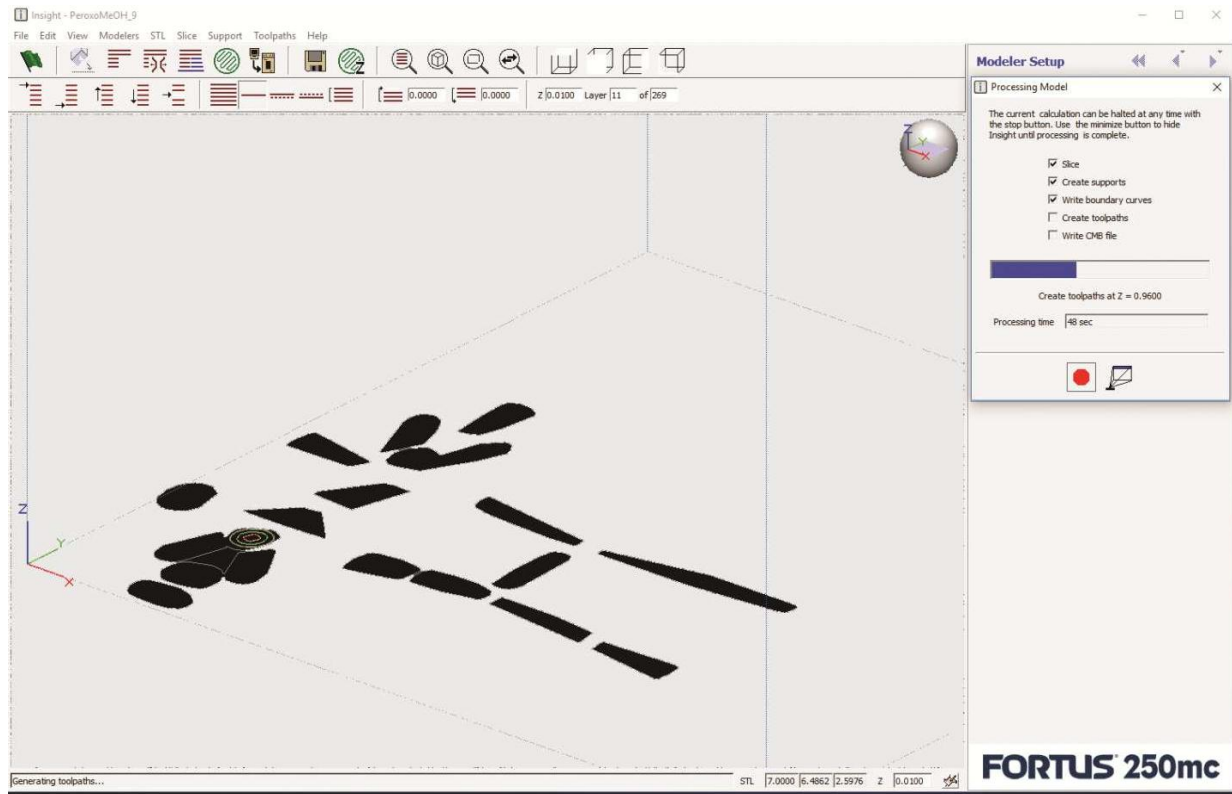 Insight - PeroxoMeOH_9
File Edit View Modelers STL Slice Support Toolpaths Help
0.0000 0.0000 Z 0.0100 Layer 11 of 269
Modeler Setup
Processing Model
The current calculation can be halted at any time with
the stop button. Use the minimize button to hide
Insight until processing is complete.
Slice
Create supports
Write boundary curves
Create toolpaths
Write CMB file
Create toolpaths at Z = 0.9600
Processing time 48 sec
Z
Y
X
Z
Y
X
Generating toolpaths...
STL 7.0000 6.4862 2.5976 Z 0.0100
FORTUS 250mc